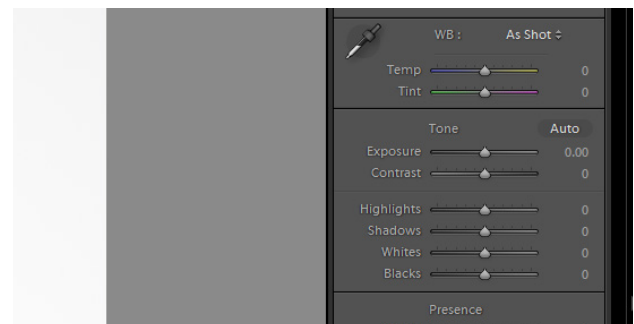 WB : As Shot
Temp 0
Tint 0
Tone Auto
Exposure 0.00
Contrast 0
Highlights 0
Shadows 0
Whites 0
Blacks 0
Presence